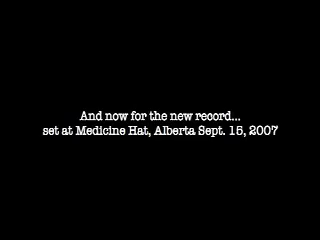 And now for the new record...
set at Medicine Hat, Alberta Sept. 15, 2007